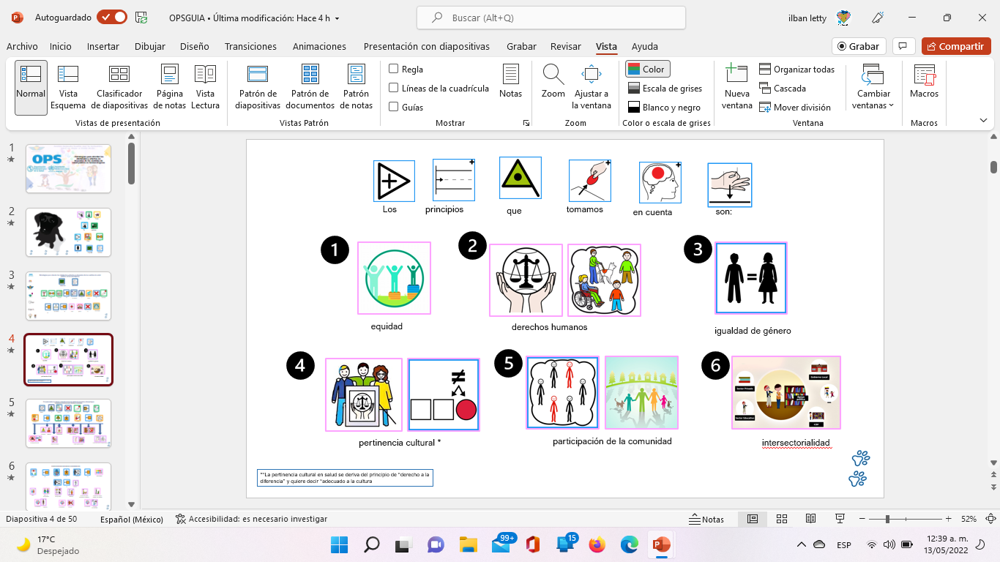 Autoguardado
OPSGUIA • Última modificación: Hace 4 h
Buscar (Alt+Q)
ilban letty
Archivo Inicio Insertar Dibujar Diseño Transiciones Animaciones Presentación con diapositivas Grabar Revisar Vista Ayuda
Grabar
Compartir
Normal
Vista Esquema
Clasificador de diapositivas
Página de notas
Vista Lectura
Vistas de presentación
Patrón de diapositivas
Patrón de documentos
Patrón de notas
Vistas Patrón
Regla
Líneas de la cuadrícula
Guías
Notas
Mostrar
Zoom
Ajustar a la ventana
Zoom
Color
Escala de grises
Blanco y negro
Color o escala de grises
Nueva ventana
Organizar todas
Cascada
Mover división
Cambiar ventanas
Ventana
Macros
Macros
1
OPS
2
3
4
5
6
Los principios que tomamos en cuenta son:
1
equidad
2
derechos humanos
3
igualdad de género
4
pertinencia cultural *
5
participación de la comunidad
6
Sector Privado
Gobierno Local
Sector Educativo
ICBF
intersectorialidad
"*La pertinencia cultural en salud se deriva del principio de "derecho a la
diferencia" y quiere decir "adecuado a la cultura
Diapositiva 4 de 50
Español (México)
Accesibilidad: es necesario investigar
Notas
52%
17°C
Despejado
99+
15
ESP
12:39 a. m.
13/05/2022